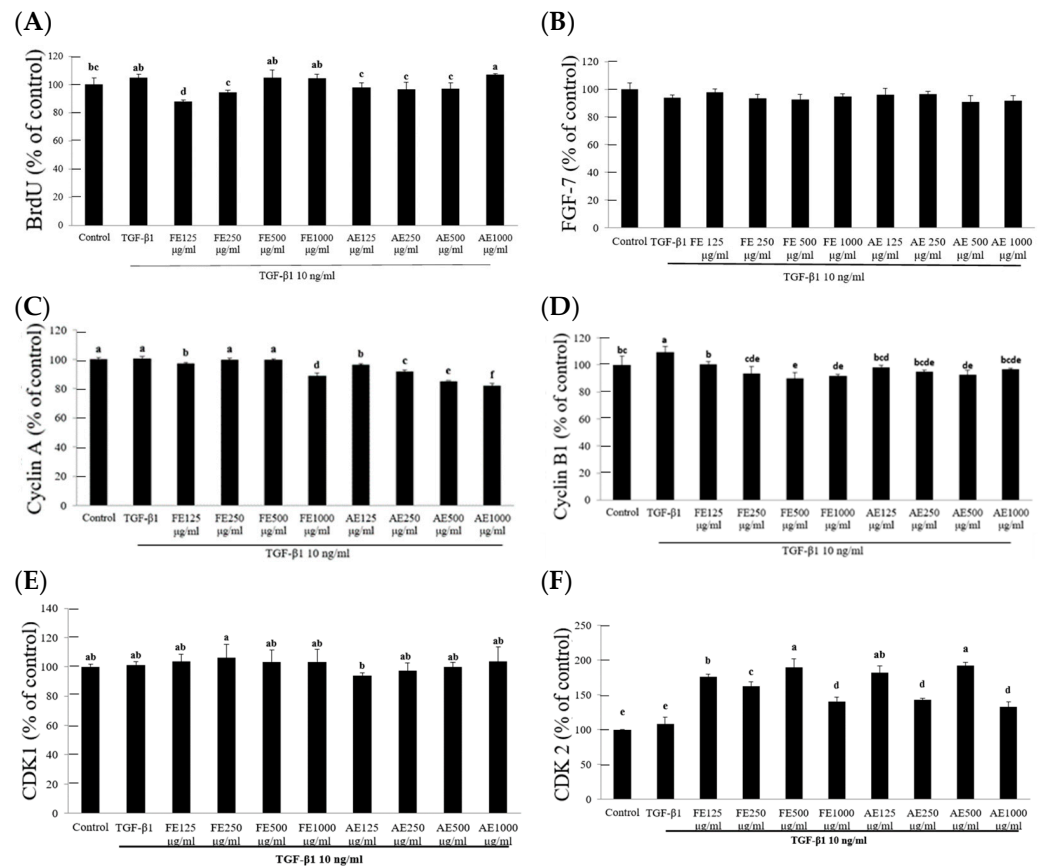 (A)
BrdU (% of control)
120
100
80
60
40
20
0
bc ab d c ab ab c c c a
Control TGF-β1 FE125 FE250 FE500 FE1000 AE125 AE250 AE500 AE1000
µg/ml µg/ml µg/ml µg/ml µg/ml µg/ml µg/ml µg/ml
TGF-β1 10 ng/ml
(B)
FGF-7 (% of control)
120
100
80
60
40
20
0
Control TGF-β1 FE 125 FE 250 FE 500 FE 1000 AE 125 AE 250 AE 500 AE 1000
µg/ml µg/ml µg/ml µg/ml µg/ml µg/ml µg/ml µg/ml
TGF-β1 10 ng/ml
(C)
Cyclin A (% of control)
120
100
80
60
40
20
0
a a b a a d b c e f
Control TGF-β1 FE125 FE250 FE500 FE1000 AE125 AE250 AE500 AE1000
µg/ml µg/ml µg/ml µg/ml µg/ml µg/ml µg/ml µg/ml
TGF-β1 10 ng/ml
(D)
Cyclin B1 (% of control)
120
100
80
60
40
20
0
bc a b cde e de bcd bcde de bcde
Control TGF-β1 FE125 FE250 FE500 FE1000 AE125 AE250 AE500 AE1000
µg/ml µg/ml µg/ml µg/ml µg/ml µg/ml µg/ml µg/ml
TGF-β1 10 ng/ml
(E)
CDK1 (% of control)
140
120
100
80
60
40
20
0
ab ab ab a ab ab b ab ab ab
Control TGF-β1 FE125 FE250 FE500 FE1000 AE125 AE250 AE500 AE1000
µg/ml µg/ml µg/ml µg/ml µg/ml µg/ml µg/ml µg/ml
TGF-β1 10 ng/ml
(F)
CDK 2 (% of control)
250
200
150
100
50
0
e e b c a d ab d a d
Control TGF-β1 FE125 FE250 FE500 FE1000 AE125 AE250 AE500 AE1000
µg/ml µg/ml µg/ml µg/ml µg/ml µg/ml µg/ml µg/ml
TGF-β1 10 ng/ml